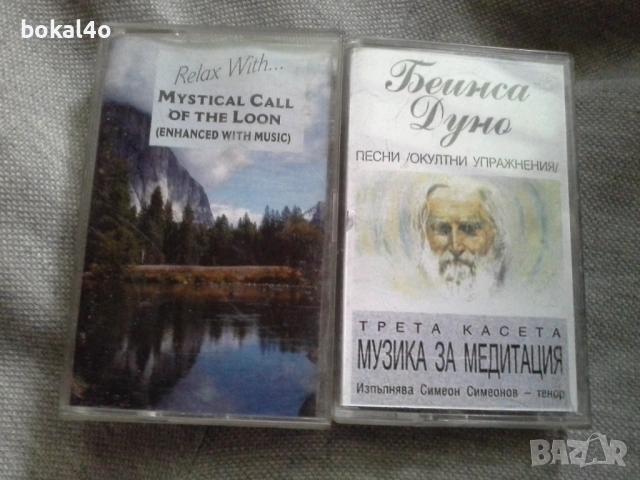 bokal4o
Relax With...
MYSTICAL CALL
OF THE LOON
(ENHANCED WITH MUSIC)
Беинса
Дуно
ПЕСНИ /ОКУЛТНИ УПРАЖНЕНИЯ/
ТРЕТА КАСЕТА
МУЗИКА ЗА МЕДИТАЦИЯ
Изпълнява Симеон Симеонов - тенор
BAZAR